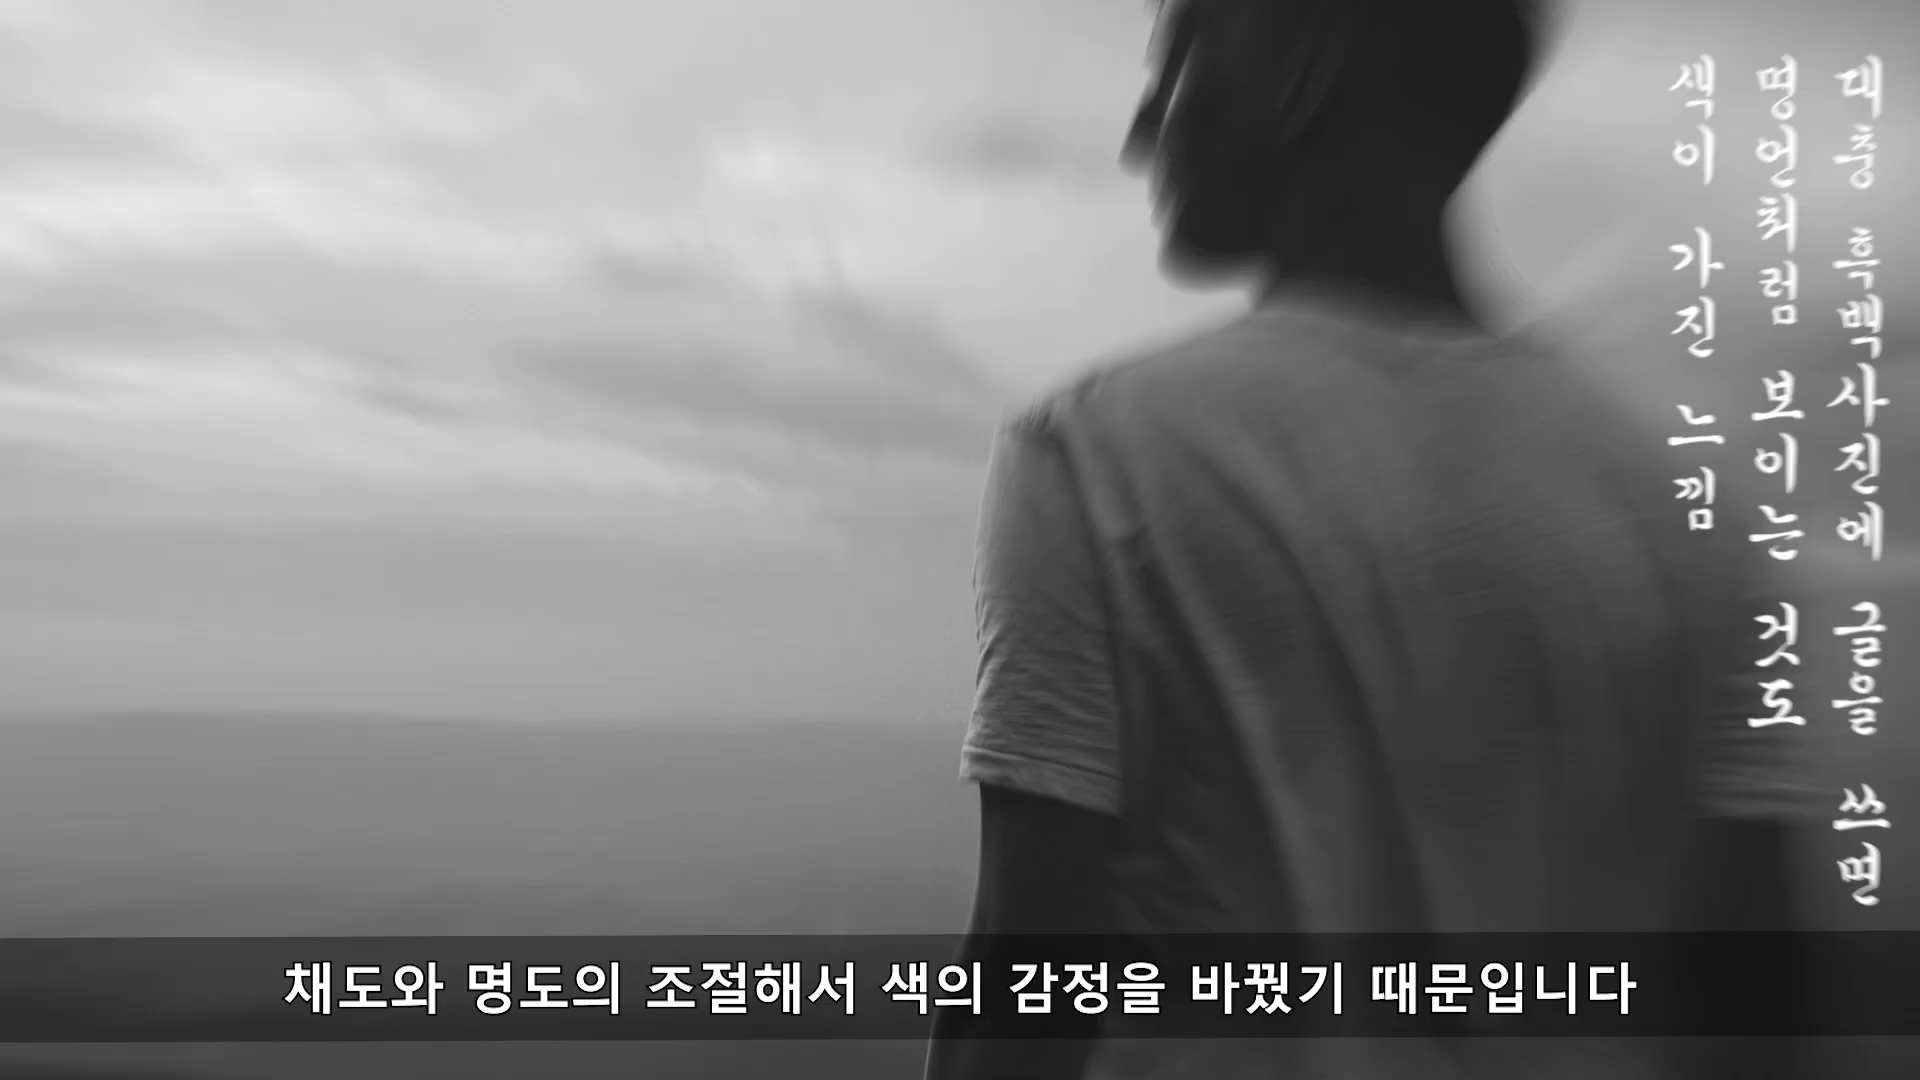 대충 흑백사진에 글을 쓰면
명언처럼 보이는 것도
색이 가진 느낌
채도와 명도의 조절해서 색의 감정을 바꿨기 때문입니다